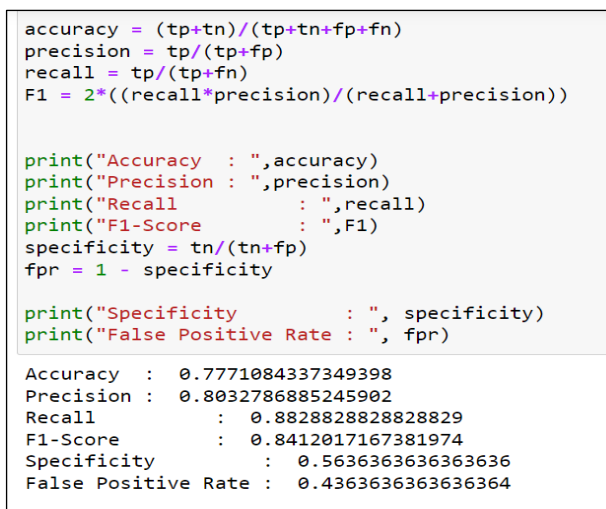 accuracy = (tp+tn)/(tp+tn+fp+fn)
precision = tp/(tp+fp)
recall = tp/(tp+fn)
F1 = 2*((recall*precision)/(recall+precision))
print("Accuracy  : ",accuracy)
print("Precision : ",precision)
print("Recall          : ",recall)
print("F1-Score        : ",F1)
specificity = tn/(tn+fp)
fpr = 1 - specificity
print("Specificity         : ", specificity)
print("False Positive Rate : ", fpr)
Accuracy  :  0.7771084337349398
Precision :  0.8032786885245902
Recall          :  0.8828828828828829
F1-Score        :  0.8412017167381974
Specificity         :  0.5636363636363636
False Positive Rate :  0.4363636363636364